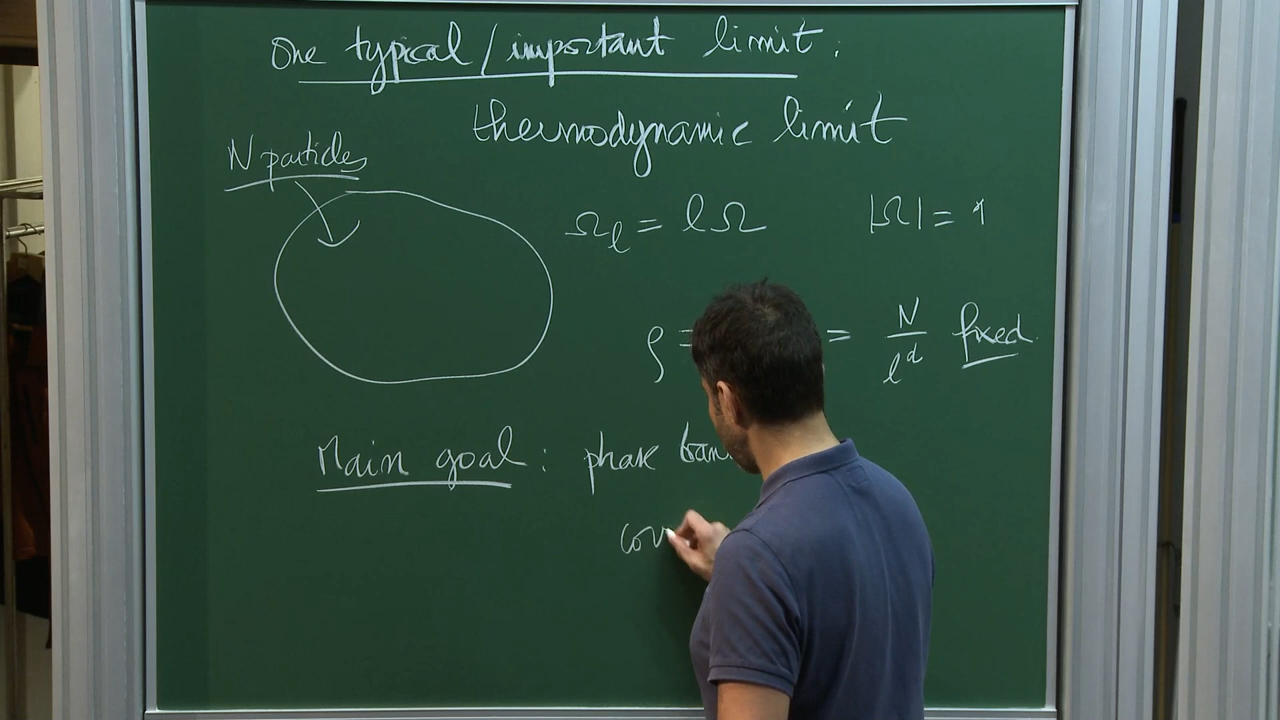 One typical / important limit:
thermodynamic limit
N particles
Ω_l = lΩ |Ω| = 1
ρ = = N/l^d fixed
Main goal: phase